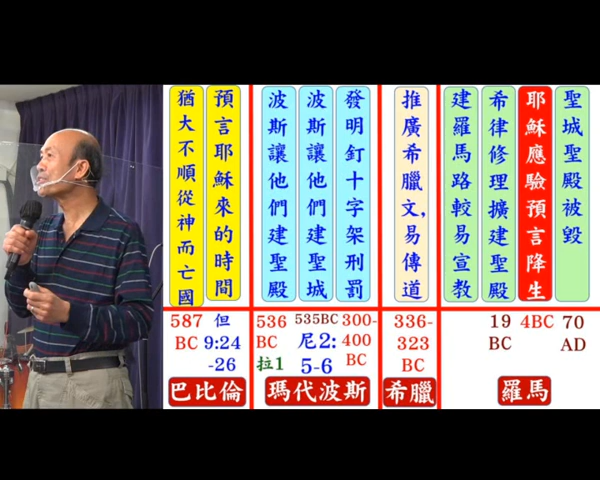 猶大不順從神而亡國
預言耶穌來的時間
波斯讓他們建聖殿
波斯讓他們建聖城
發明釘十字架刑罰
推廣希臘文,易傳道
建羅馬路較易宣教
希律修理擴建聖殿
耶穌應驗預言降生
聖城聖殿被毀
587
BC
但
9:24
-26
536
BC
拉1
535BC
尼2:
5-6
300-
400
BC
336-
323
BC
19
BC
4BC
70
AD
巴比倫
瑪代波斯
希臘
羅馬